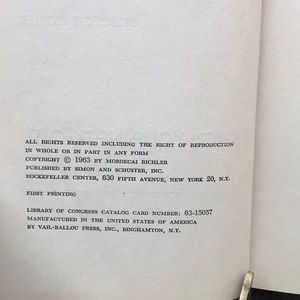 ALL RIGHTS RESERVED INCLUDING THE RIGHT OF REPRODUCTION
IN WHOLE OR IN PART IN ANY FORM
COPYRIGHT © 1963 BY MORDECAI RICHLER
PUBLISHED BY SIMON AND SCHUSTER, INC.
ROCKEFELLER CENTER, 630 FIFTH AVENUE, NEW YORK 20, N.Y.
FIRST PRINTING
LIBRARY OF CONGRESS CATALOG CARD NUMBER: 63-15057
MANUFACTURED IN THE UNITED STATES OF AMERICA
BY VAIL-BALLOU PRESS, INC., BINGHAMTON, N.Y.